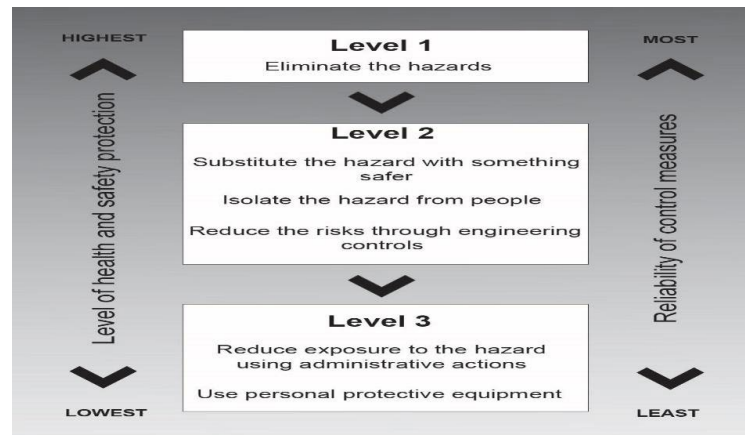 HIGHEST
Level 1
MOST
Eliminate the hazards
Level of health and safety protection
Reliability of control measures
Level 2
Substitute the hazard with something
safer
Isolate the hazard from people
Reduce the risks through engineering
controls
Level 3
Reduce exposure to the hazard
using administrative actions
Use personal protective equipment
LOWEST
LEAST